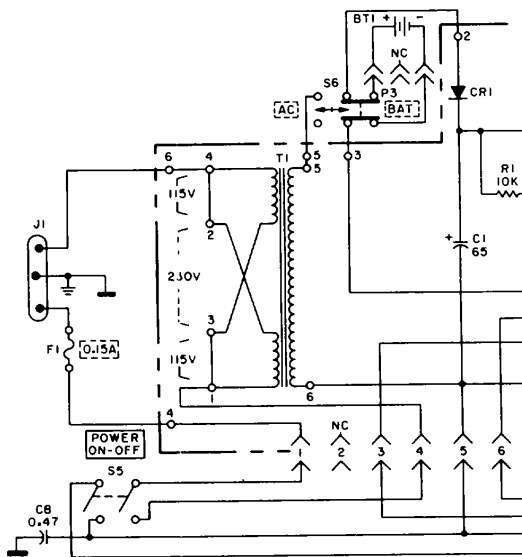 BT1 + -
2
NC
S6
P3
AC
BAT
CR1
6 4 T1 5 3
5
115V
R1
10K
J1
2
230V
+ C1
65
3
F1 0.15A
115V
1 6
4
POWER
ON-OFF
NC
1 2 3 4 5 6
S5
C8
0.47